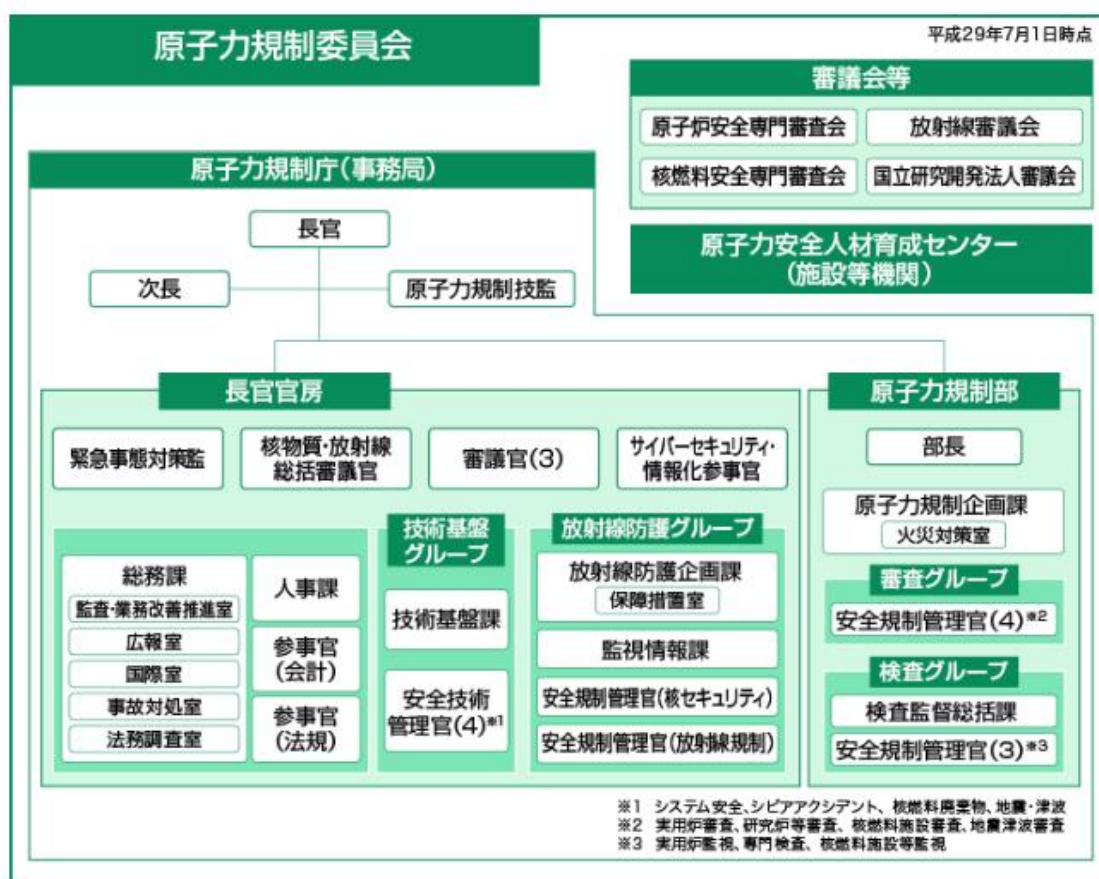 原子力規制委員会
平成29年7月1日時点
審議会等
原子炉安全専門審査会
放射線審議会
核燃料安全専門審査会
国立研究開発法人審議会
原子力安全人材育成センター
(施設等機関)
原子力規制庁(事務局)
長官
次長
原子力規制技監
長官官房
緊急事態対策監
核物質・放射線
総括審議官
審議官(3)
サイバーセキュリティ・
情報化参事官
総務課
監査・業務改善推進室
広報室
国際室
事故対処室
法務調査室
人事課
参事官
(会計)
参事官
(法規)
技術基盤
グループ
技術基盤課
安全技術
管理官(4)※1
放射線防護グループ
放射線防護企画課
保障措置室
監視情報課
安全規制管理官(核セキュリティ)
安全規制管理官(放射線規制)
原子力規制部
部長
原子力規制企画課
火災対策室
審査グループ
安全規制管理官(4)※2
検査グループ
検査監督総括課
安全規制管理官(3)※3
※1 システム安全、シビアアクシデント、核燃料廃棄物、地震・津波
※2 実用炉審査、研究炉等審査、核燃料施設審査、地震津波審査
※3 実用炉監視、専門検査、核燃料施設等監視